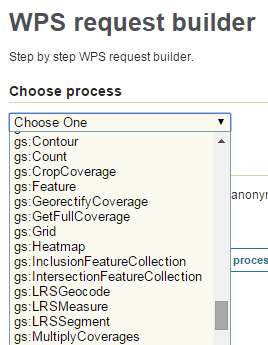 WPS request builder
Step by step WPS request builder.
Choose process
Choose One
gs:Contour
gs:Count
gs:CropCoverage
gs:Feature
gs:GeorectifyCoverage
anonym
gs:GetFullCoverage
gs:Grid
gs:Heatmap
gs:InclusionFeatureCollection
proces
gs:IntersectionFeatureCollection
gs:LRSGeocode
gs:LRSMeasure
gs:LRSSegment
gs:MultiplyCoverages